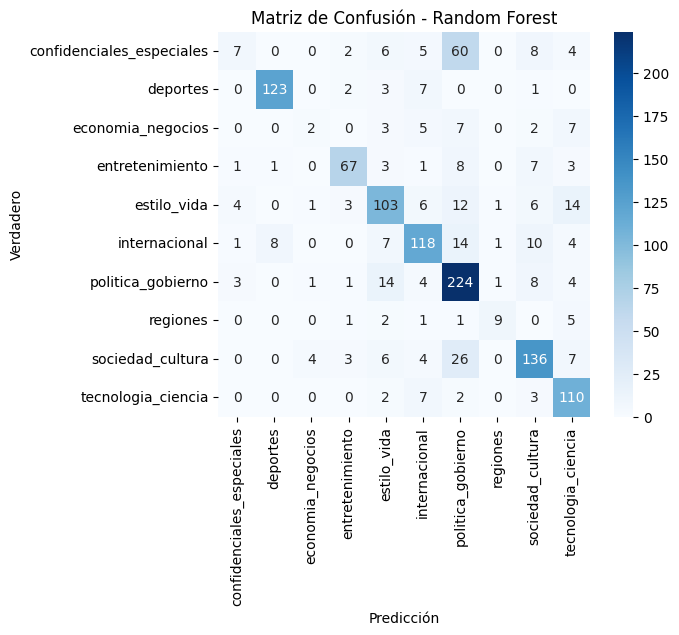 Matriz de Confusión - Random Forest
confidenciales_especiales 7 0 0 2 6 5 60 0 8 4
deportes 0 123 0 2 3 7 0 0 1 0
economia_negocios 0 0 2 0 3 5 7 0 2 7
entretenimiento 1 1 0 67 3 1 8 0 7 3
estilo_vida 4 0 1 3 103 6 12 1 6 14
internacional 1 8 0 0 7 118 14 1 10 4
politica_gobierno 3 0 1 1 14 4 224 1 8 4
regiones 0 0 0 1 2 1 1 9 0 5
sociedad_cultura 0 0 4 3 6 4 26 0 136 7
tecnologia_ciencia 0 0 0 0 2 7 2 0 3 110
Verdadero
confidenciales_especiales
deportes
economia_negocios
entretenimiento
estilo_vida
internacional
politica_gobierno
regiones
sociedad_cultura
tecnologia_ciencia
Predicción
200
175
150
125
100
75
50
25
0